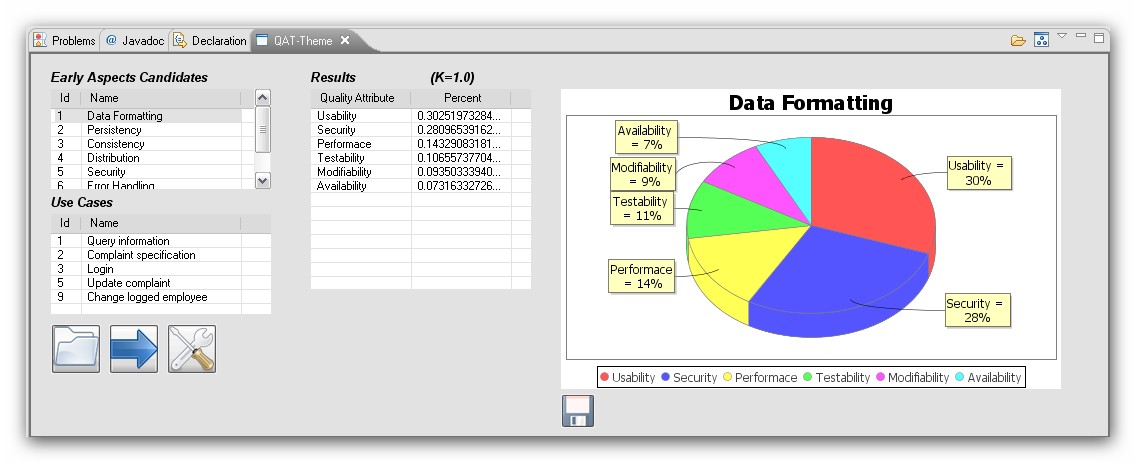 Problems @ Javadoc Declaration QAT-Theme
Early Aspects Candidates
Id Name
1 Data Formatting
2 Persistency
3 Consistency
4 Distribution
5 Security
6 Error Handling
Use Cases
Id Name
1 Query information
2 Complaint specification
3 Login
5 Update complaint
9 Change logged employee
Results (K=1.0)
Quality Attribute Percent
Usability 0.30251973284...
Security 0.28096539162...
Performace 0.14329083181...
Testability 0.10655737704...
Modifiability 0.09350333940...
Availability 0.07316332726...
Data Formatting
Availability
= 7%
Modifiability
= 9%
Testability
= 11%
Performace
= 14%
Usability =
30%
Security =
28%
Usability Security Performace Testability Modifiability Availability